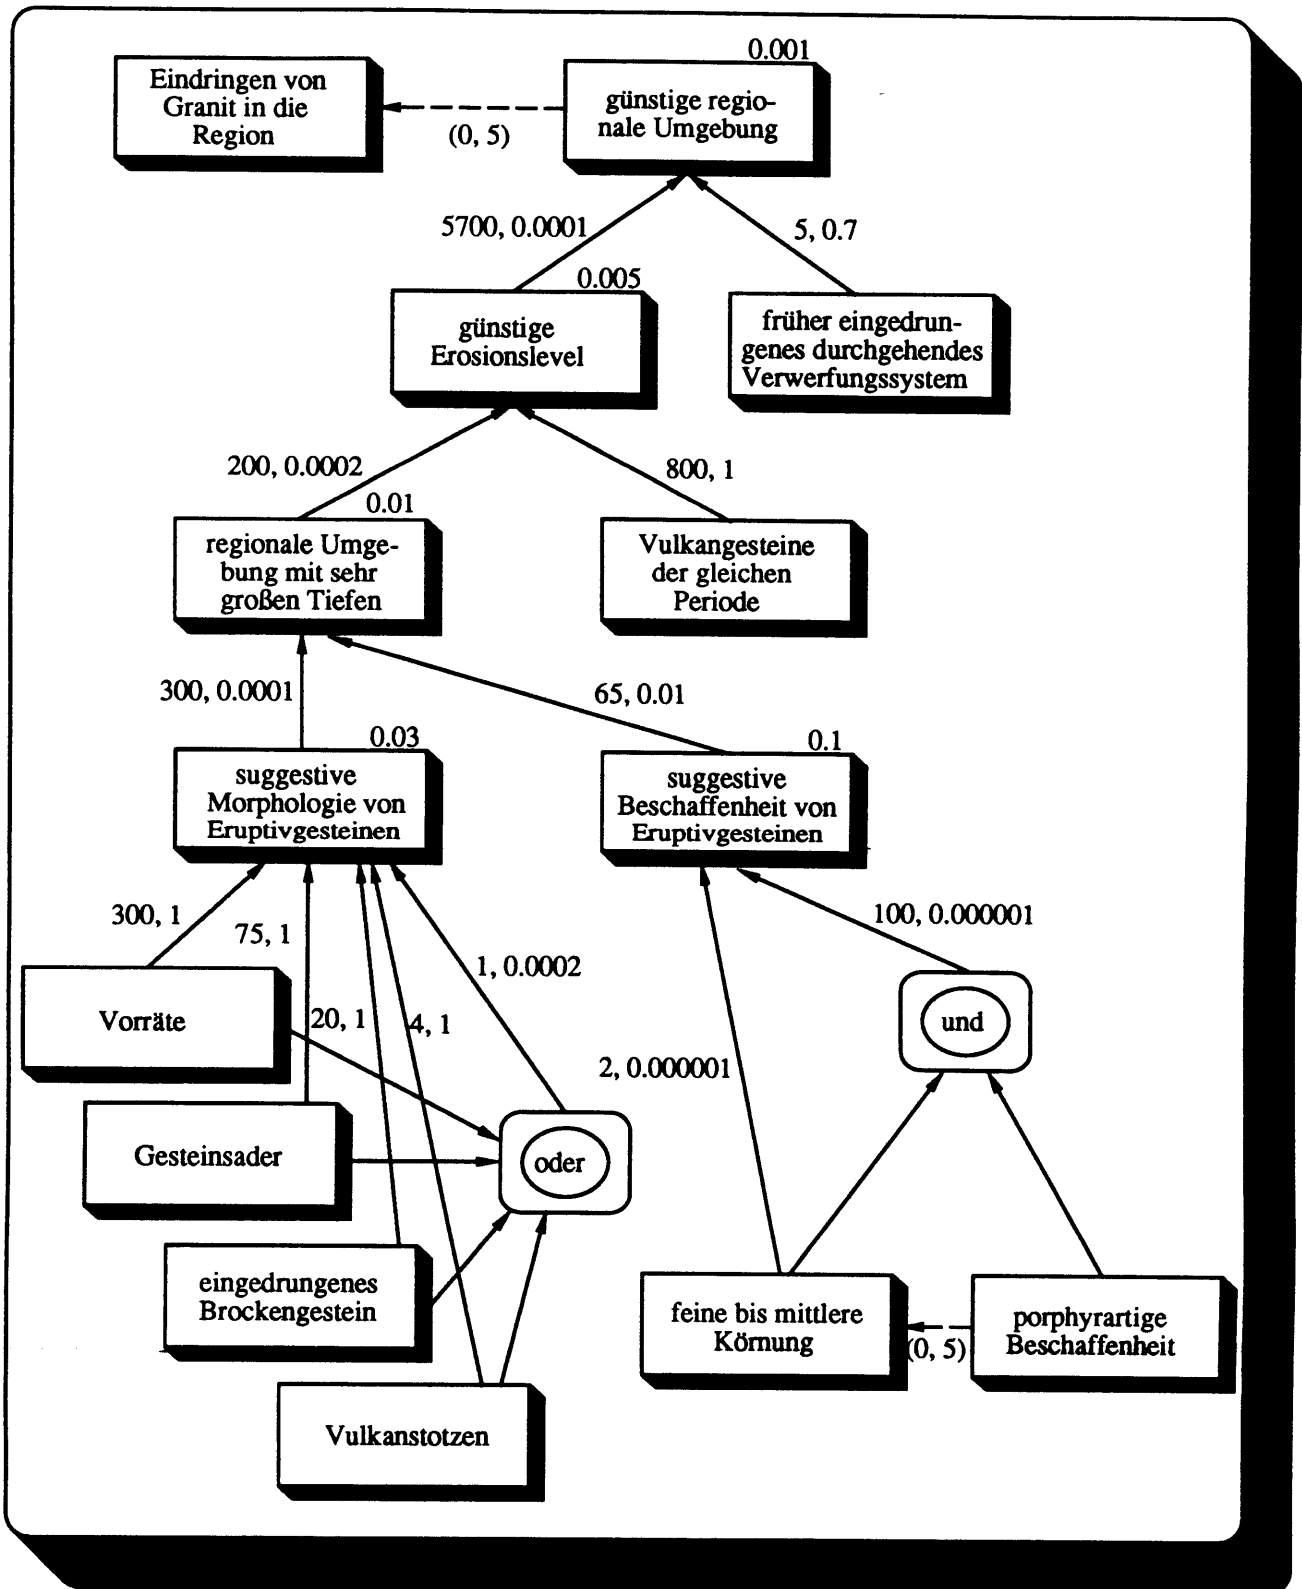 0.001
Eindringen von
Granit in die
Region
(0, 5)
günstige regio-
nale Umgebung
5700, 0.0001
5, 0.7
0.005
günstige
Erosionslevel
früher eingedrun-
genes durchgehendes
Verwerfungssystem
200, 0.0002
800, 1
0.01
regionale Umge-
bung mit sehr
großen Tiefen
Vulkangesteine
der gleichen
Periode
300, 0.0001
65, 0.01
0.03
0.1
suggestive
Morphologie von
Eruptivgesteinen
suggestive
Beschaffenheit von
Eruptivgesteinen
300, 1
75, 1
1, 0.0002
100, 0.000001
Vorräte
20, 1
4, 1
und
2, 0.000001
Gesteinsader
oder
eingedrungenes
Brockengestein
feine bis mittlere
Körnung
(0, 5)
porphyrartige
Beschaffenheit
Vulkanstotzen